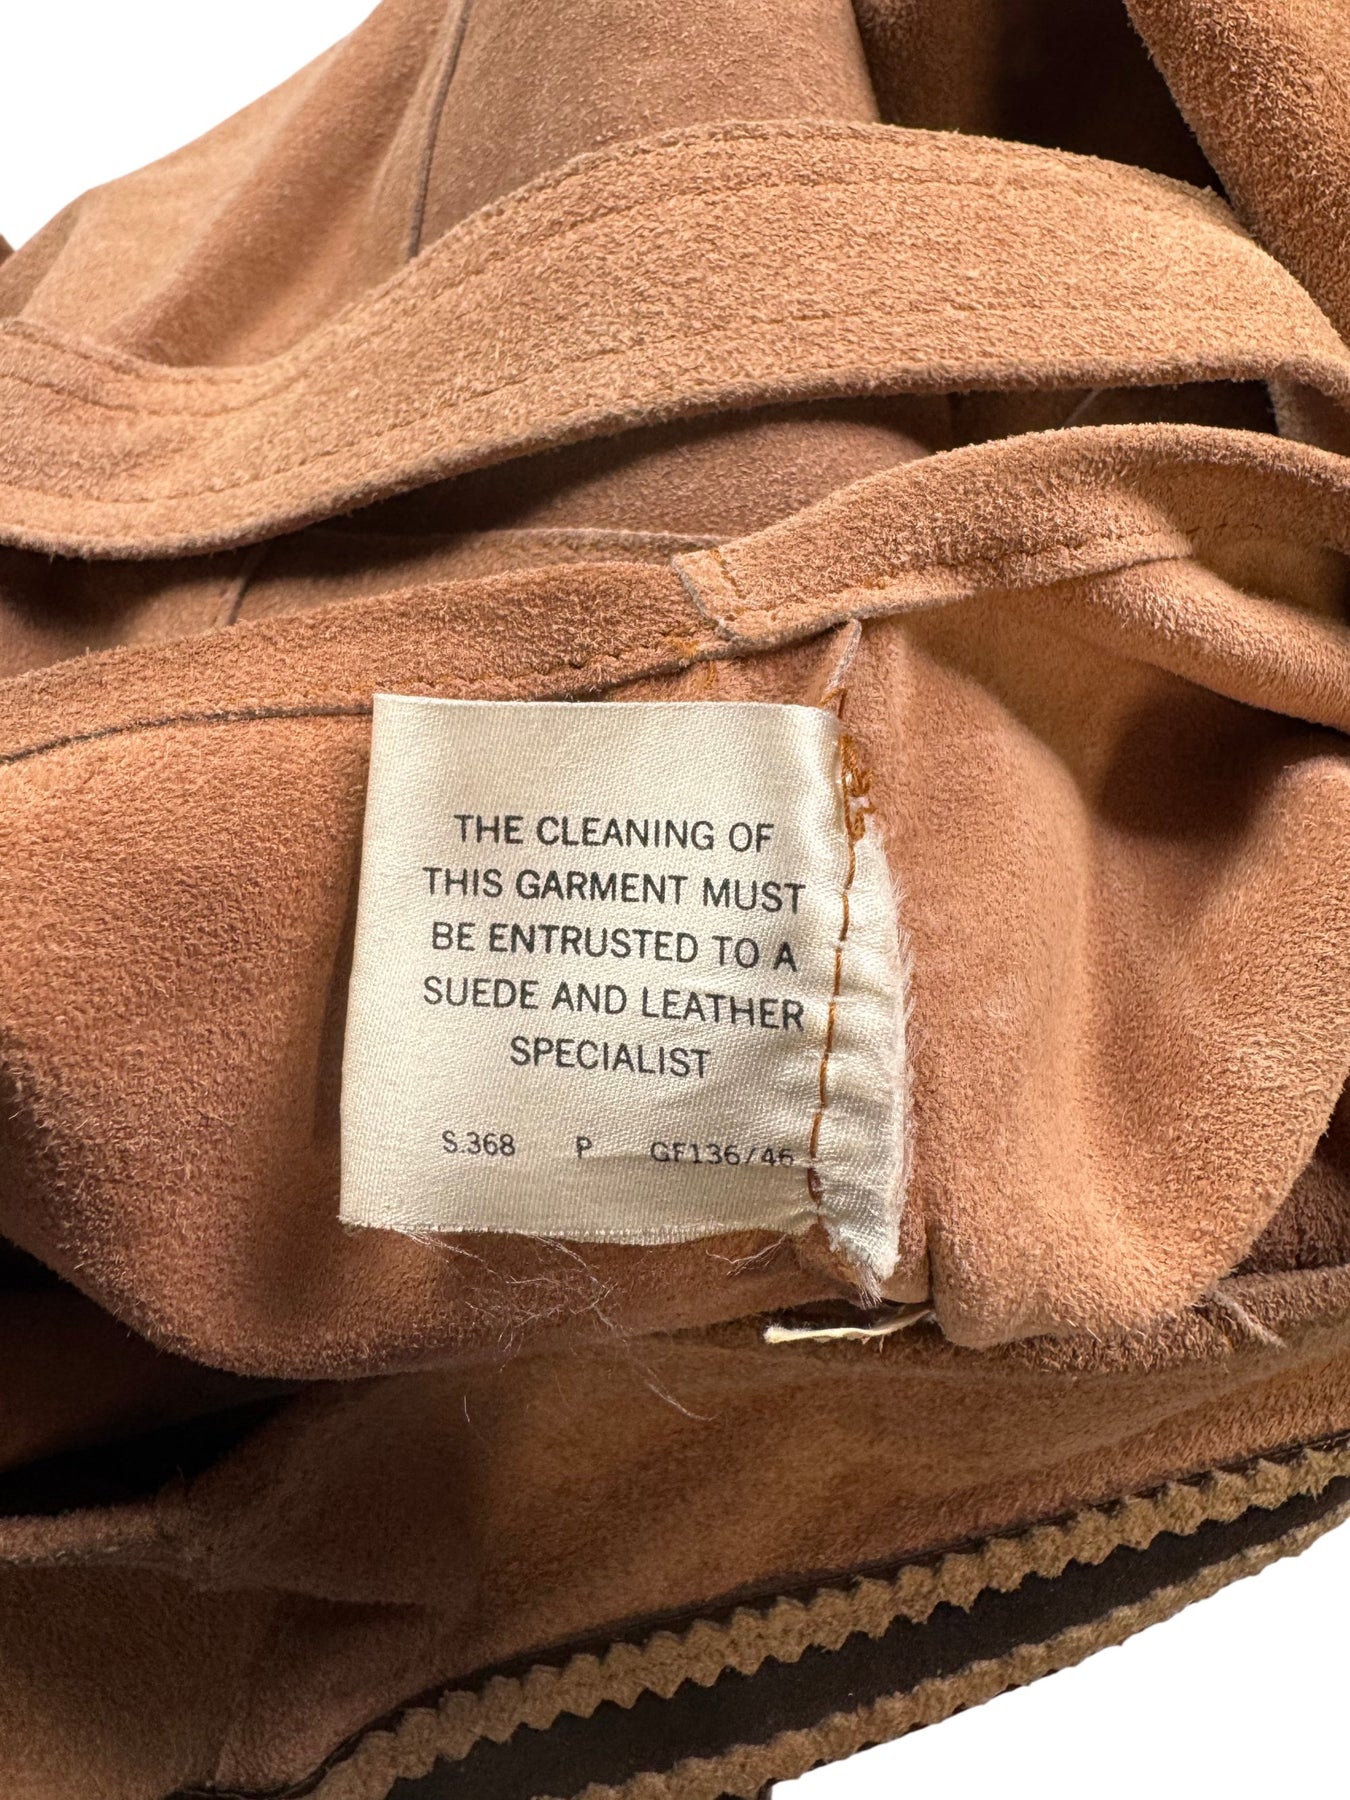 THE CLEANING OF
THIS GARMENT MUST
BE ENTRUSTED TO A
SUEDE AND LEATHER
SPECIALIST
S.368 P GF136/46